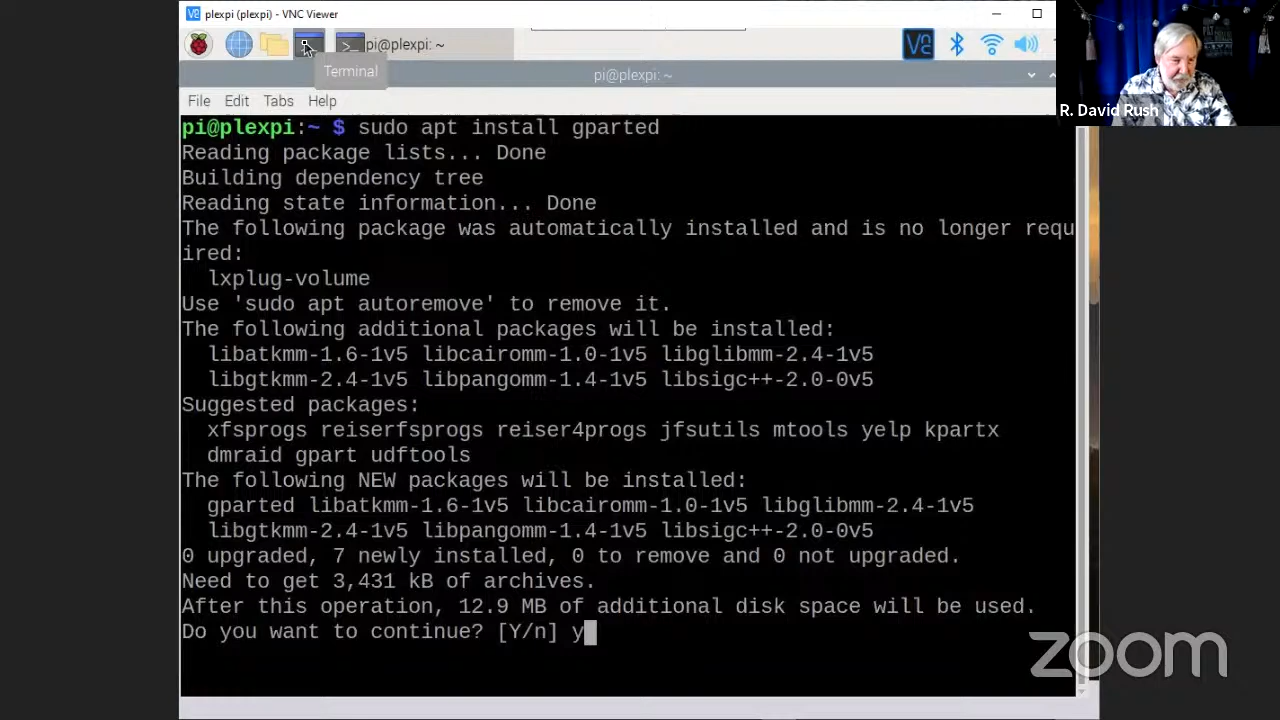 plexpi (plexpi) - VNC Viewer
pi@plexpi: ~
Terminal
pi@plexpi: ~
File Edit Tabs Help
R. David Rush
pi@plexpi:~ $ sudo apt install gparted
Reading package lists... Done
Building dependency tree
Reading state information... Done
The following package was automatically installed and is no longer requ
ired:
lxplug-volume
Use 'sudo apt autoremove' to remove it.
The following additional packages will be installed:
libatkmm-1.6-1v5 libcairomm-1.0-1v5 libglibmm-2.4-1v5
libgtkmm-2.4-1v5 libpangomm-1.4-1v5 libsigc++-2.0-0v5
Suggested packages:
xfsprogs reiserfsprogs reiser4progs jfsutils mtools yelp kpartx
dmraid gpart udftools
The following NEW packages will be installed:
gparted libatkmm-1.6-1v5 libcairomm-1.0-1v5 libglibmm-2.4-1v5
libgtkmm-2.4-1v5 libpangomm-1.4-1v5 libsigc++-2.0-0v5
0 upgraded, 7 newly installed, 0 to remove and 0 not upgraded.
Need to get 3,431 kB of archives.
After this operation, 12.9 MB of additional disk space will be used.
Do you want to continue? [Y/n] y
zoom